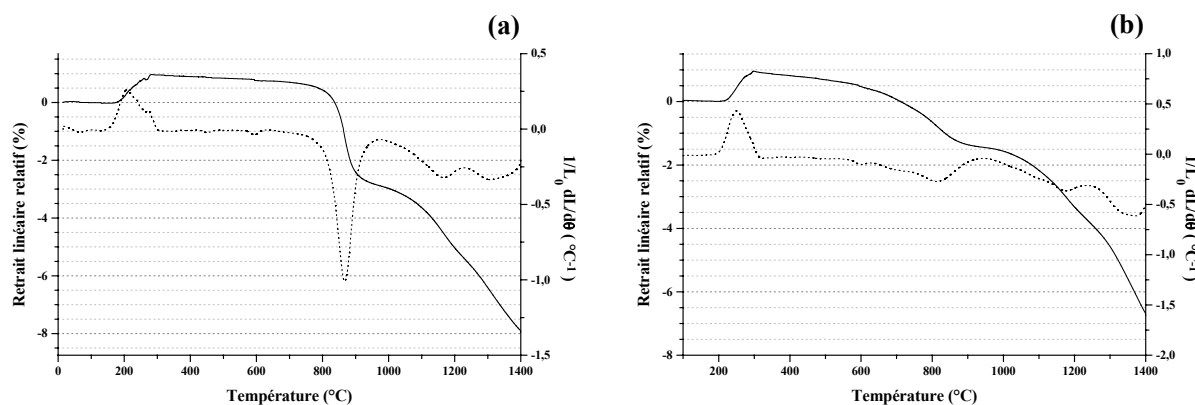 (a)
0,5
0,0
-0,5
-1,0
-1,5
0
-2
-4
-6
-8
0 200 400 600 800 1000 1200 1400
Retrait linéaire relatif (%)
1/L0 dL/dθ ( °C-1)
Température (°C)
(b)
1,0
0,5
0,0
-0,5
-1,0
-1,5
-2,0
0
-2
-4
-6
-8
200 400 600 800 1000 1200 1400
Retrait linéaire relatif (%)
1/L0 dL/dθ ( °C-1)
Température (°C)